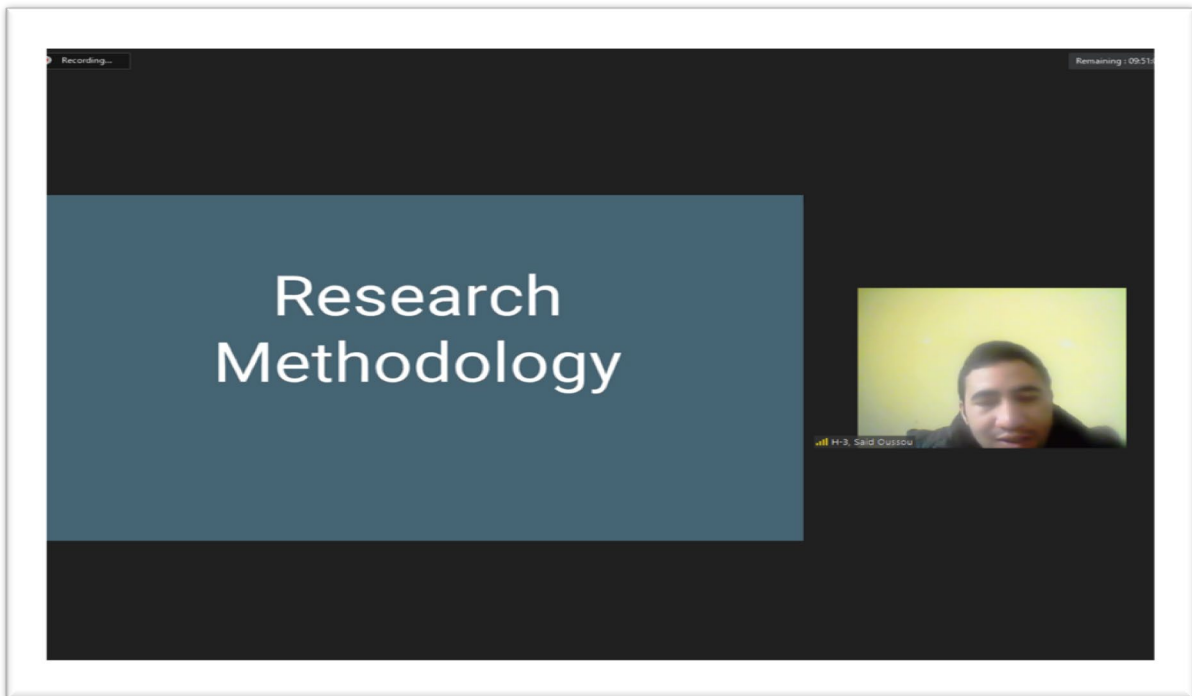 Recording...
Remaining : 09:51:
Research
Methodology
H-3, Said Oussou